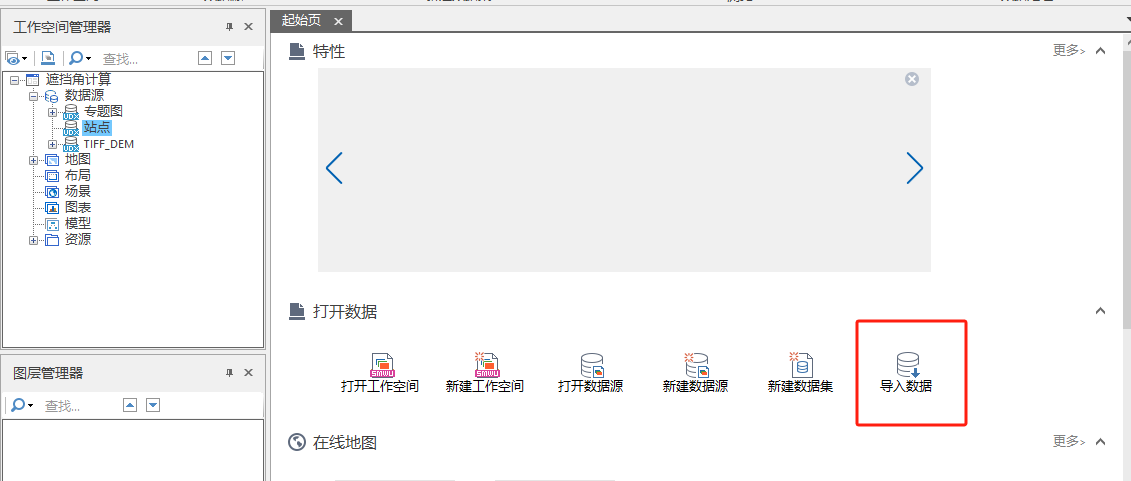 工作空间管理器
查找...
遮挡角计算
数据源
专题图
站点
TIFF_DEM
地图
布局
场景
图表
模型
资源
图层管理器
查找...
起始页
特性
更多>
打开数据
打开工作空间
新建工作空间
打开数据源
新建数据源
新建数据集
导入数据
在线地图
更多>